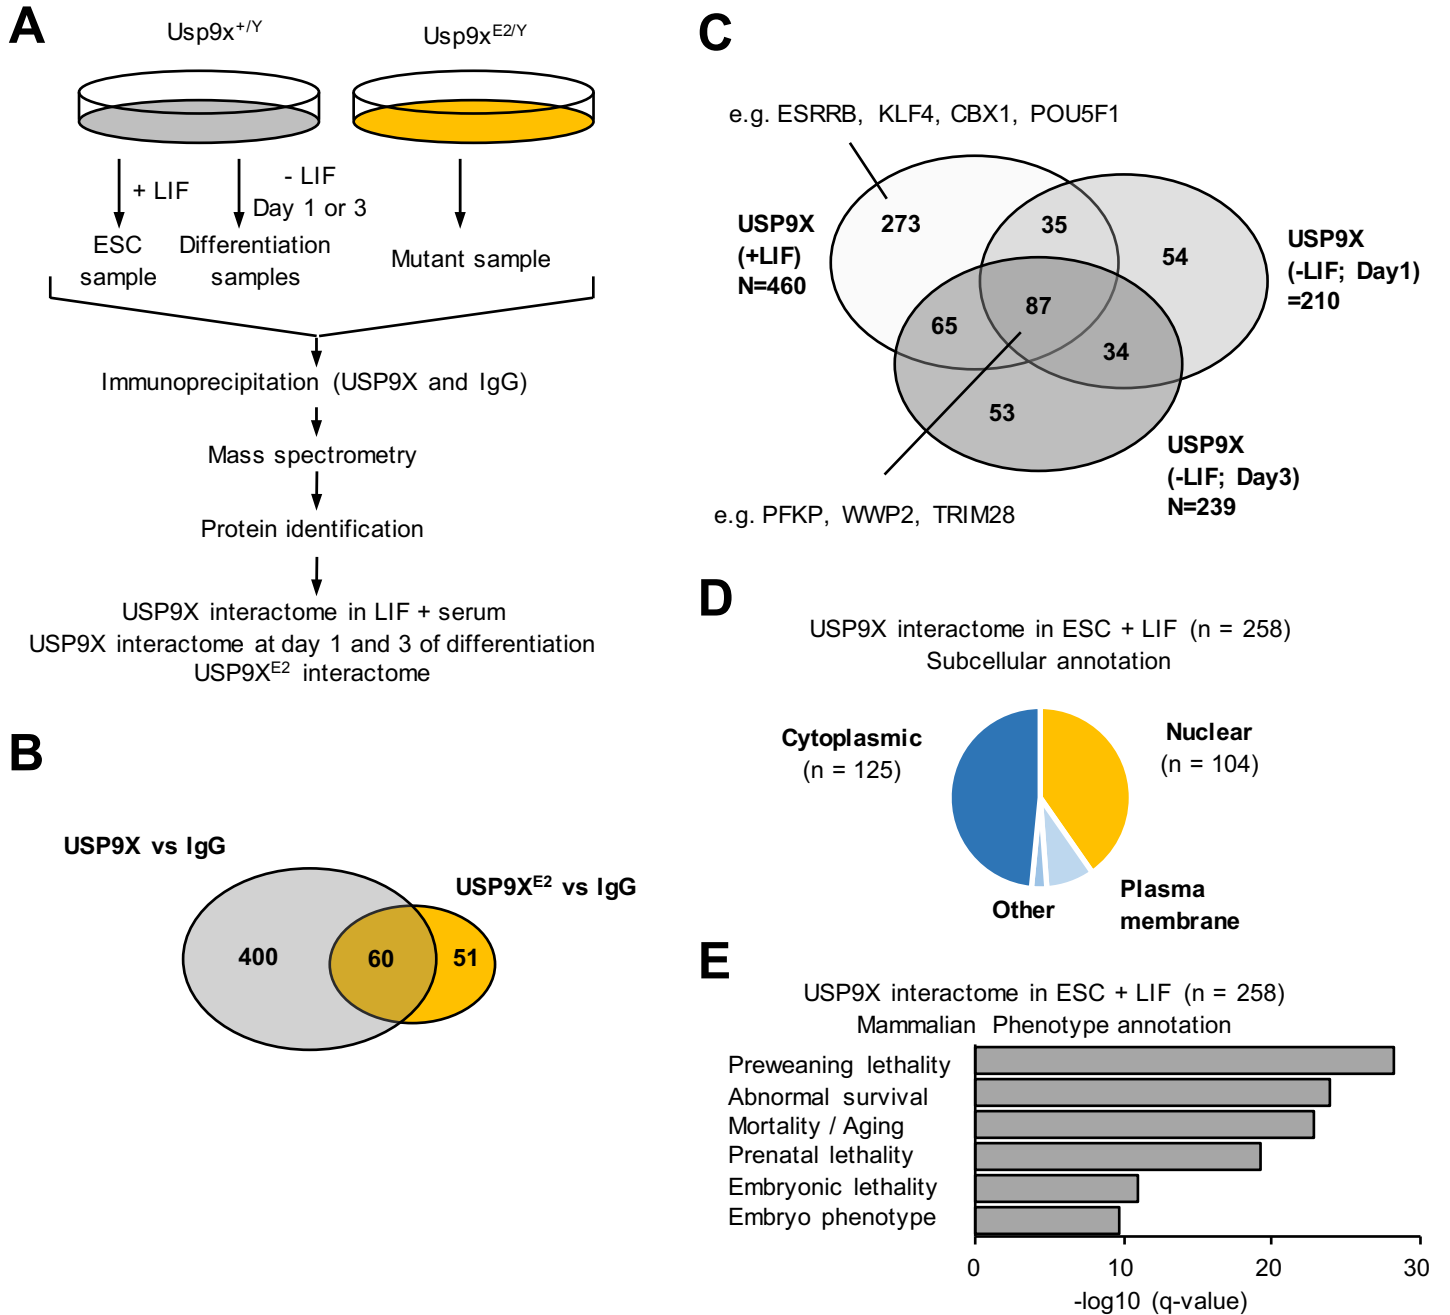 A
Usp9x+/Y
Usp9xE2/Y
+ LIF
- LIF
Day 1 or 3
ESC
sample
Differentiation
samples
Mutant sample
Immunoprecipitation (USP9X and IgG)
Mass spectrometry
Protein identification
USP9X interactome in LIF + serum
USP9X interactome at day 1 and 3 of differentiation
USP9XE2 interactome
B
USP9X vs IgG
USP9XE2 vs IgG
400
60
51
C
e.g. ESRRB, KLF4, CBX1, POU5F1
USP9X
(+LIF)
N=460
273
35
54
USP9X
(-LIF; Day1)
=210
65
87
34
53
USP9X
(-LIF; Day3)
N=239
e.g. PFKP, WWP2, TRIM28
D
USP9X interactome in ESC + LIF (n = 258)
Subcellular annotation
Cytoplasmic
(n = 125)
Nuclear
(n = 104)
Other
Plasma
membrane
E
USP9X interactome in ESC + LIF (n = 258)
Mammalian Phenotype annotation
Preweaning lethality
Abnormal survival
Mortality / Aging
Prenatal lethality
Embryonic lethality
Embryo phenotype
0 10 20 30
-log10 (q-value)